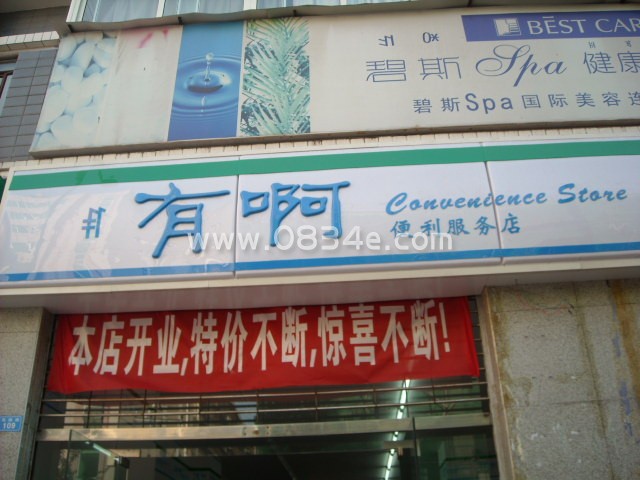 BEST CAR
碧斯 Spa 健康
碧斯Spa国际美容连
有啊
Convenience Store
便利服务店
www.0834e.com
本店开业,特价不断,惊喜不断!
109